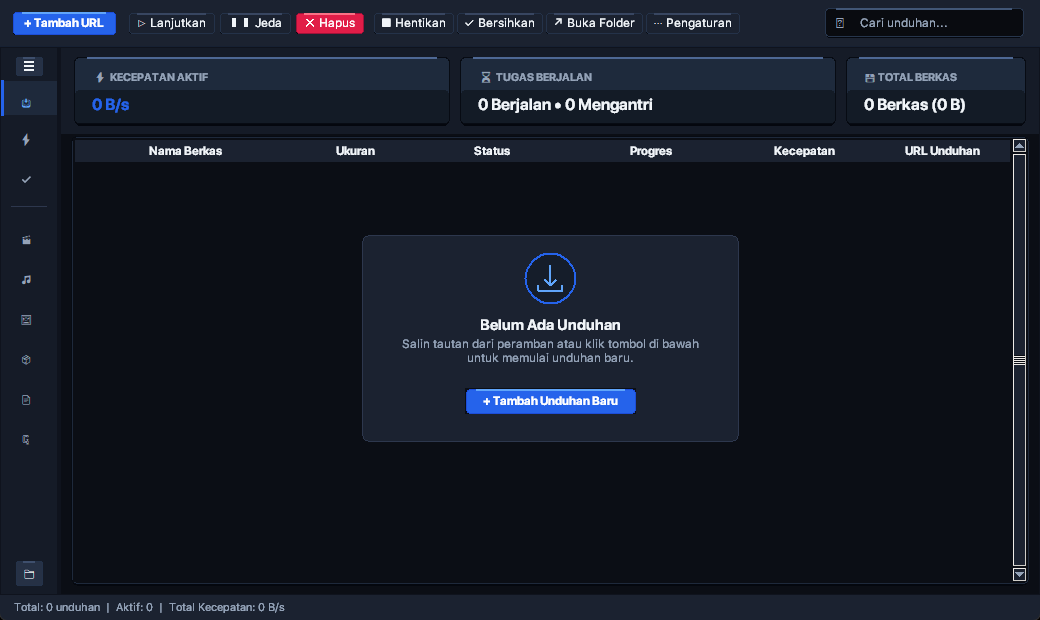 + Tambah URL
Lanjutkan
Jeda
Hapus
Hentikan
Bersihkan
Buka Folder
Pengaturan
Cari unduhan...
KECEPATAN AKTIF
0 B/s
TUGAS BERJALAN
0 Berjalan • 0 Mengantri
TOTAL BERKAS
0 Berkas (0 B)
Nama Berkas
Ukuran
Status
Progres
Kecepatan
URL Unduhan
Belum Ada Unduhan
Salin tautan dari peramban atau klik tombol di bawah
untuk memulai unduhan baru.
+ Tambah Unduhan Baru
Total: 0 unduhan | Aktif: 0 | Total Kecepatan: 0 B/s